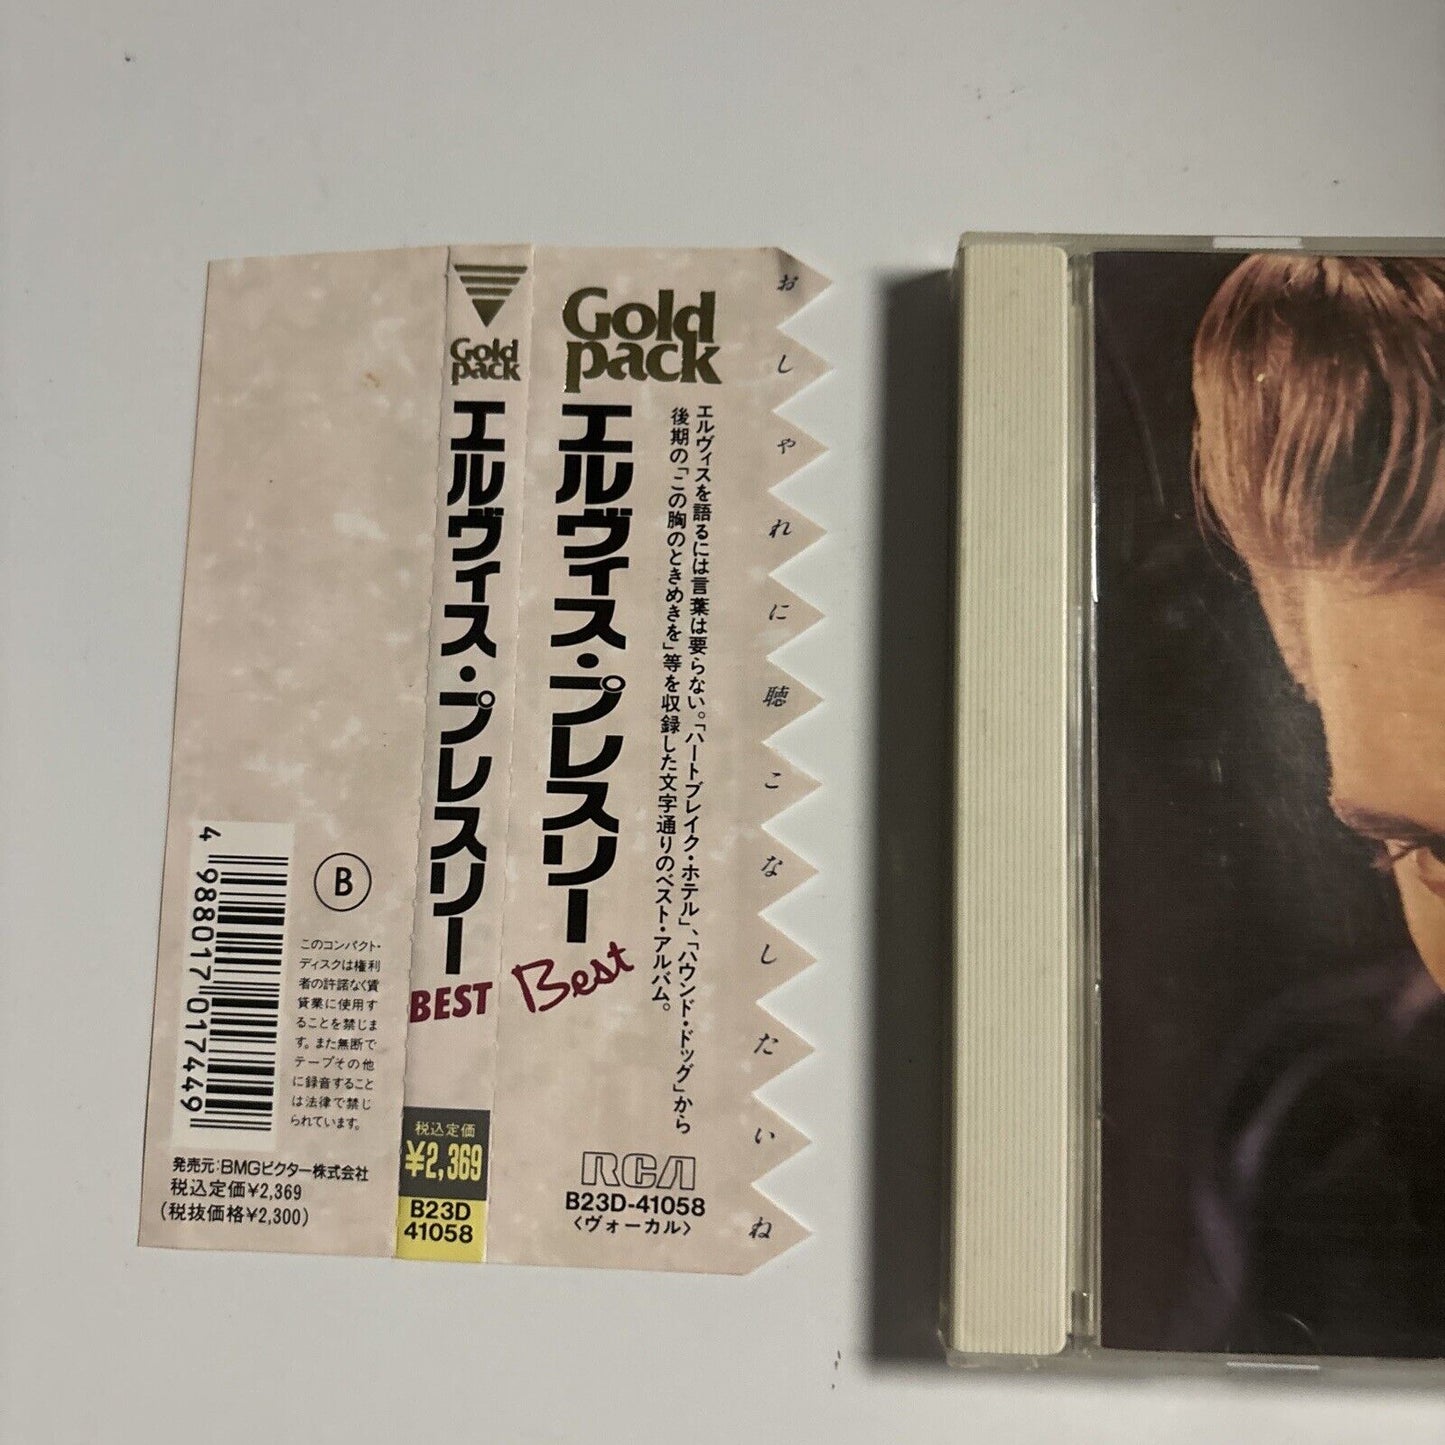 4 988017 017449
B
このコンパクト・
ディスクは権利
者の許諾なく賃
貸業に使用す
ることを禁じま
す。また無断で
テープその他
に録音すること
は法律で禁じ
られています。
発売元:BMGビクター株式会社
税込定価¥2,369
(税抜価格¥2,300)
Gold
pack
エルヴィス・プレスリー
BEST
税込定価
¥2,369
B23D
41058
Gold
pack
エルヴィス・プレスリー
Best
エルヴィスを語るには言葉は要らない。「ハートブレイク・ホテル」、「ハウンド・ドッグ」から
後期の「この胸のときめきを」等を収録した文字通りのベスト・アルバム。
RCA
B23D-41058
〈ヴォーカル〉
おしゃれに聴こなしたいね